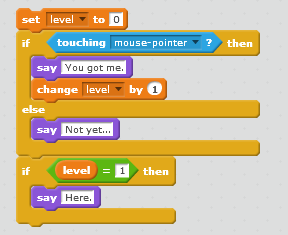 set level to 0
if touching mouse-pointer ? then
say You got me.
change level by 1
else
say Not yet...
if level = 1 then
say Here.